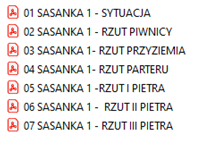 01 SASANKA 1 - SYTUACJA
02 SASANKA 1 - RZUT PIWNICY
03 SASANKA 1- RZUT PRZYZIEMIA
04 SASANKA 1- RZUT PARTERU
05 SASANKA 1 -RZUT I PIETRA
06 SASANKA 1 - RZUT II PIETRA
07 SASANKA 1 - RZUT III PIETRA